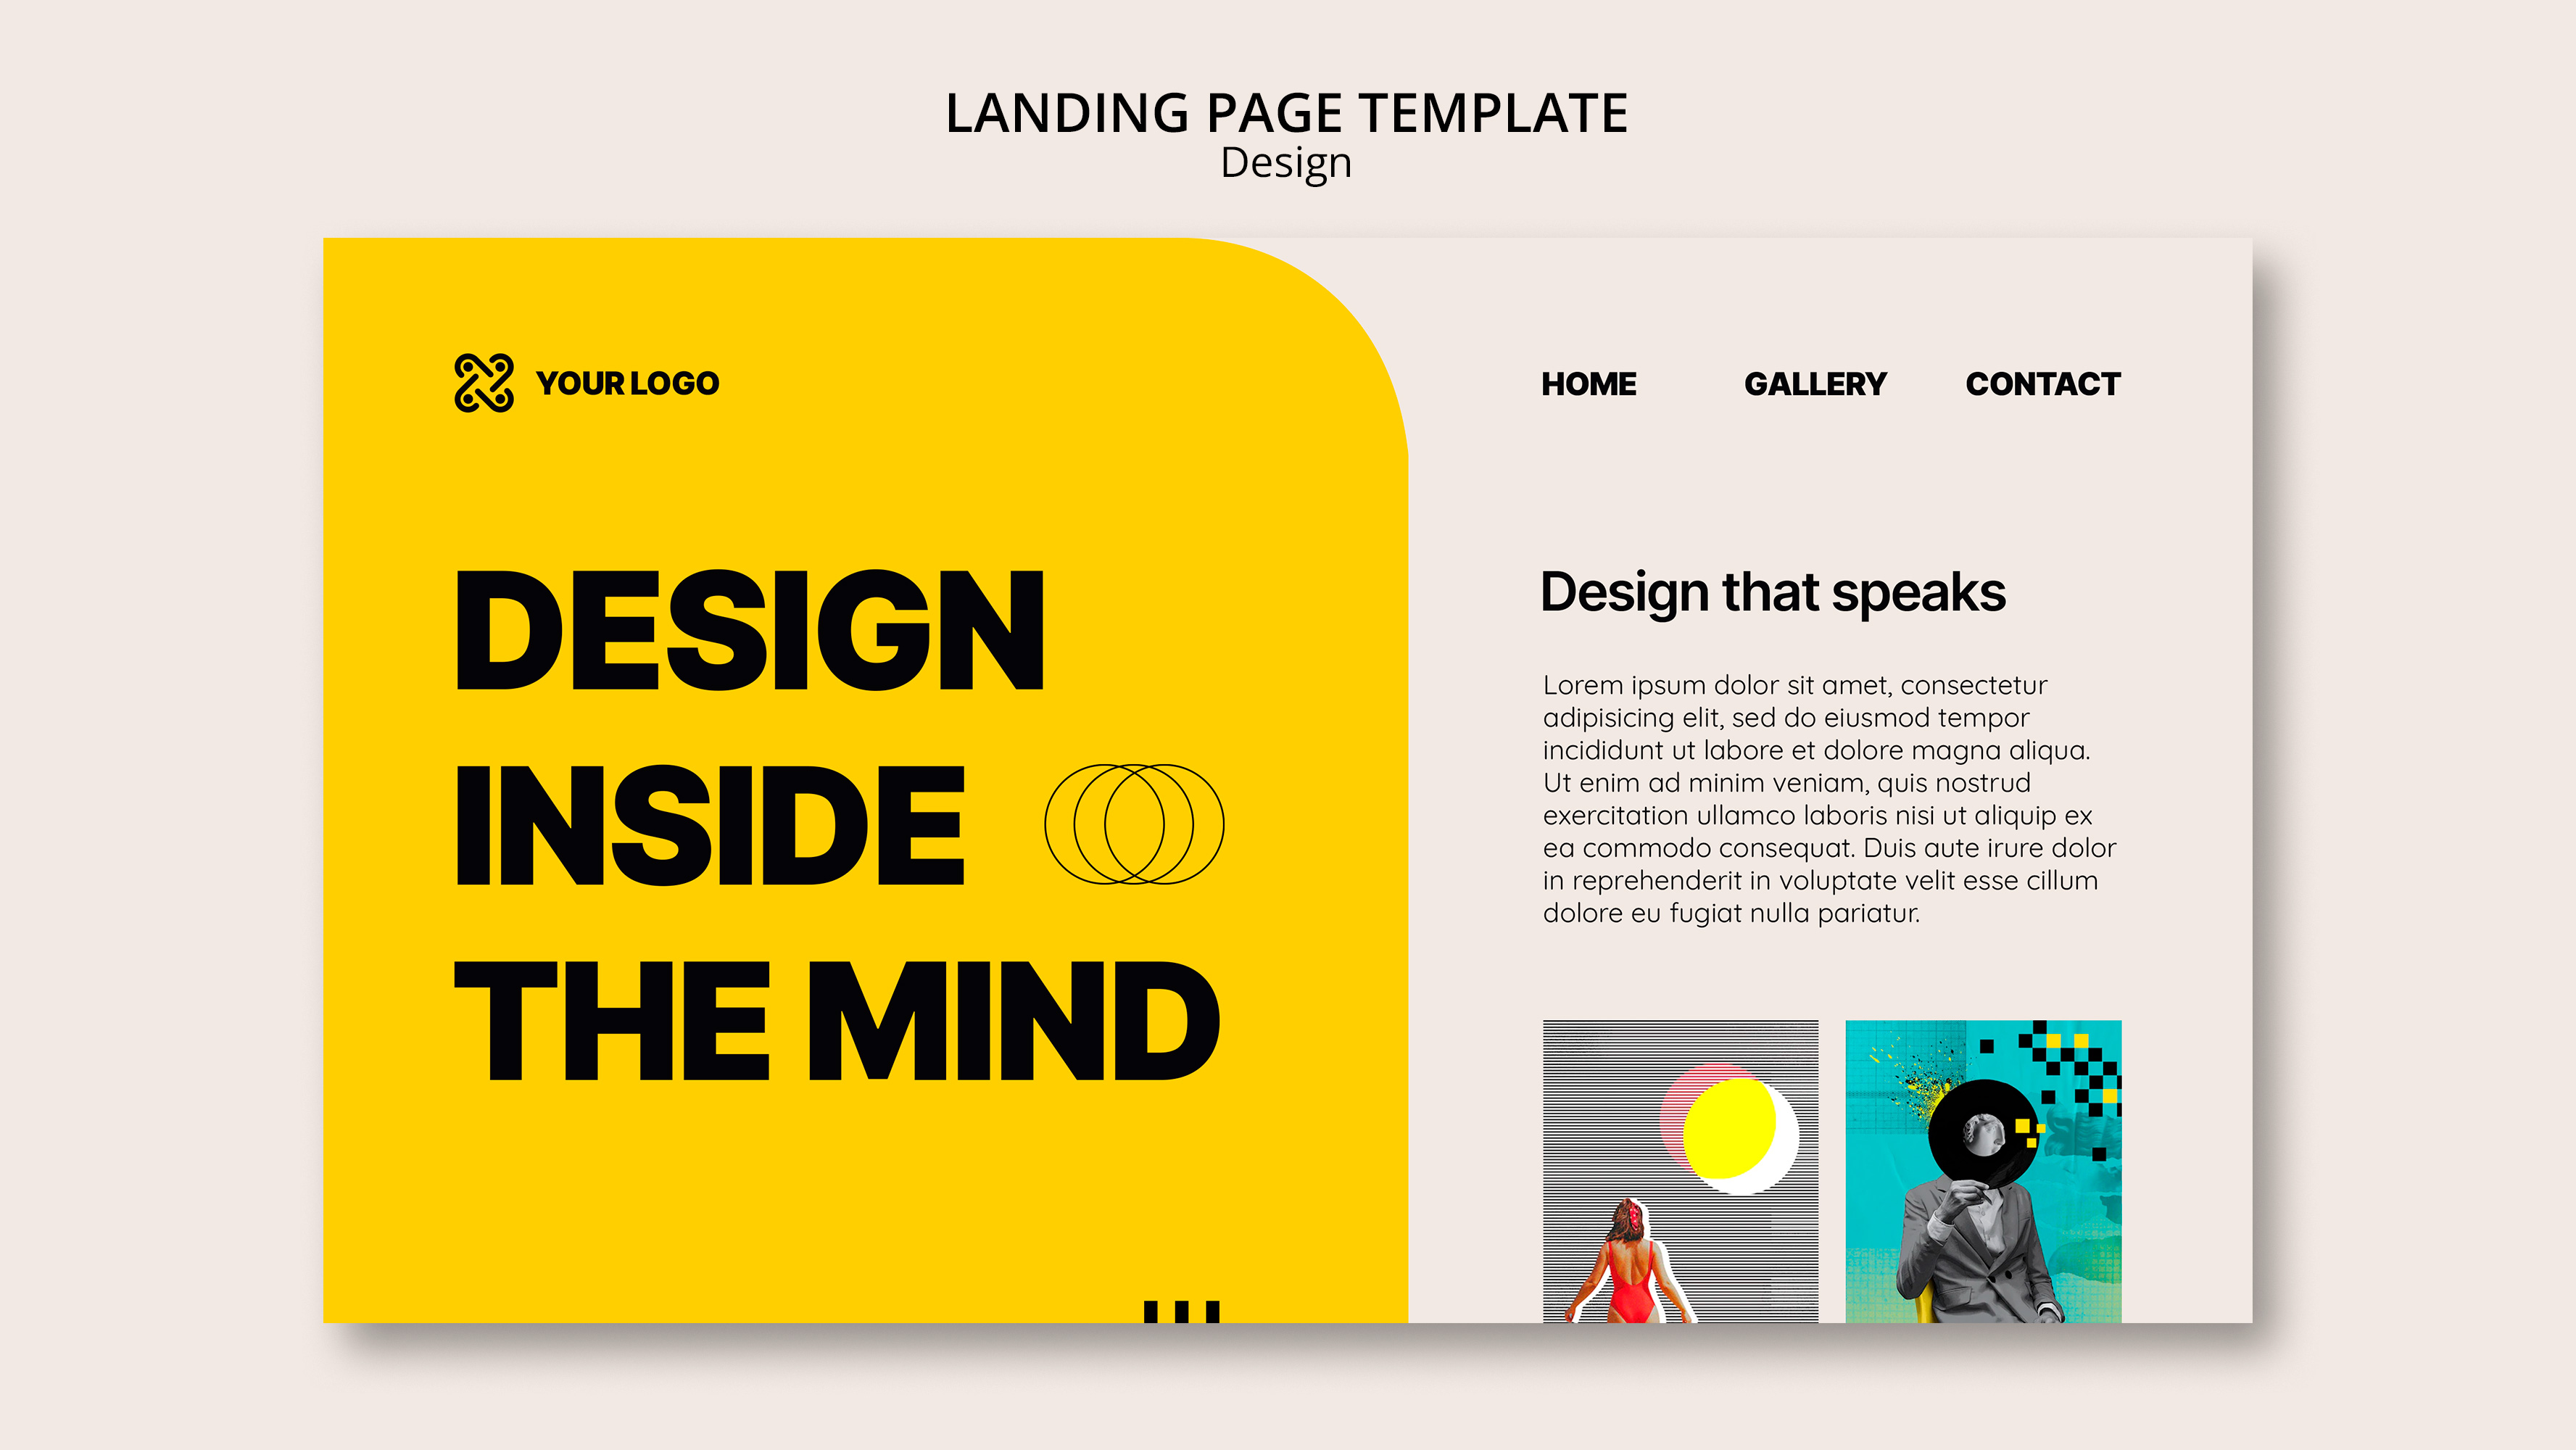 LANDING PAGE TEMPLATE
Design
YOUR LOGO
HOME GALLERY CONTACT
DESIGN
INSIDE
THE MIND
Design that speaks
Lorem ipsum dolor sit amet, consectetur
adipisicing elit, sed do eiusmod tempor
incididunt ut labore et dolore magna aliqua.
Ut enim ad minim veniam, quis nostrud
exercitation ullamco laboris nisi ut aliquip ex
ea commodo consequat. Duis aute irure dolor
in reprehenderit in voluptate velit esse cillum
dolore eu fugiat nulla pariatur.